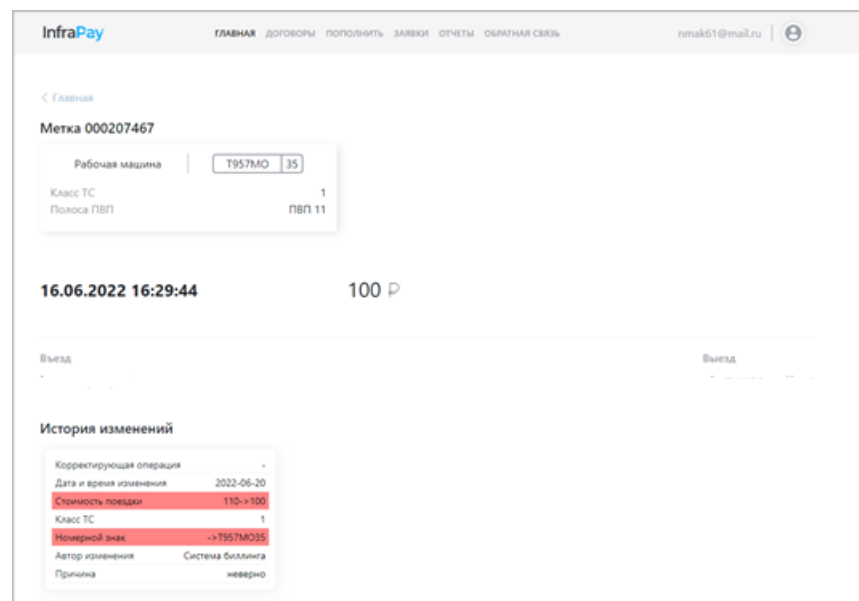 InfraPay ГЛАВНАЯ ДОГОВОРЫ ПОПОЛНИТЬ ЗАЯВКИ ОТЧЕТЫ ОБРАТНАЯ СВЯЗЬ nmak61@mail.ru
< Главная
Метка 000207467
Рабочая машина Т957МО 35
Класс ТС 1
Полоса ПВП ПВП 11
16.06.2022 16:29:44 100 ₽
Въезд Выезд
История изменений
Корректирующая операция -
Дата и время изменения 2022-06-20
Стоимость поездки 110->100
Класс ТС 1
Номерной знак ->Т957МО35
Автор изменения Система биллинга
Причина неверно